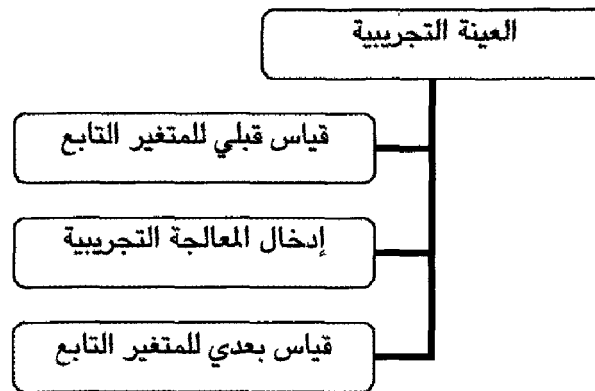 العينة التجريبية
قياس قبلي للمتغير التابع
إدخال المعالجة التجريبية
قياس بعدي للمتغير التابع